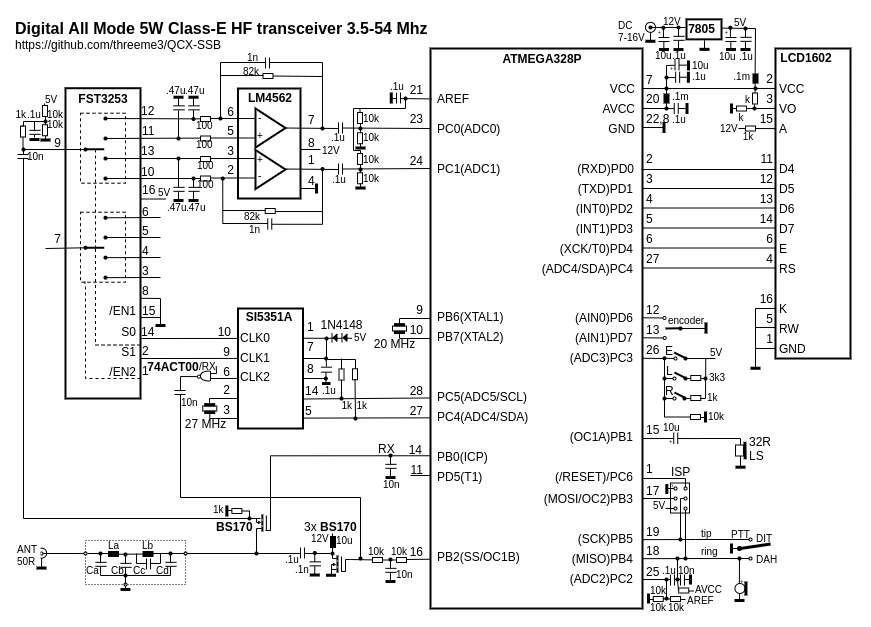 Digital All Mode 5W Class-E HF transceiver 3.5-54 Mhz
https://github.com/threeme3/QCX-SSB
DC
7-16V
12V
7805
5V
10u .1u
10u .1u
ATMEGA328P
LCD1602
1n
82k
.1u
10u
.1u
.1m
.1m
.1u
k
k
12V
1k
FST3253
5V
1k .1u 10k
10k
10n
.47u .47u
100
100
100
100
.47u .47u
5V
LM4562
-
+
+
-
12V
.1u
.1u
82k
1n
10k
10k
10k
10k
12
11
13
10
16
6
5
4
3
8
15
14
2
1
9
7
/EN1
S0
S1
/EN2
6
5
3
2
7
8
1
4
21 AREF
23 PC0(ADC0)
24 PC1(ADC1)
9 PB6(XTAL1)
10 PB7(XTAL2)
20 MHz
28 PC5(ADC5/SCL)
27 PC4(ADC4/SDA)
14 PB0(ICP)
11 PD5(T1)
16 PB2(SS/OC1B)
VCC 7
AVCC 20
GND 22,8
(RXD)PD0 2
(TXD)PD1 3
(INT0)PD2 4
(INT1)PD3 5
(XCK/T0)PD4 6
(ADC4/SDA)PC4 27
(AIN0)PD6 12
(AIN1)PD7 13
(ADC3)PC3 26
(OC1A)PB1 15
(/RESET)/PC6 1
(MOSI/OC2)PB3 17
(SCK)PB5 19
(MISO)PB4 18
(ADC2)PC2 25
2 VCC
3 VO
15 A
11 D4
12 D5
13 D6
14 D7
6 E
4 RS
16 K
5 RW
1 GND
encoder
E
L
R
5V
3k3
1k
10k
10u
32R
LS
ISP
5V
tip
ring
PTT
DIT
DAH
.1u 10n
10k
10k 10k
AVCC
AREF
SI5351A
CLK0
CLK1
CLK2
10
9
6
2
3
1
7
8
14
5
1N4148
5V
.1u
1k 1k
74ACT00
/RX
10n
27 MHz
RX
10n
1k
BS170
3x BS170
12V
10u
.1u
.1n
10k 10k
10n
ANT
50R
La
Lb
Ca
Cb
Cc
Cd